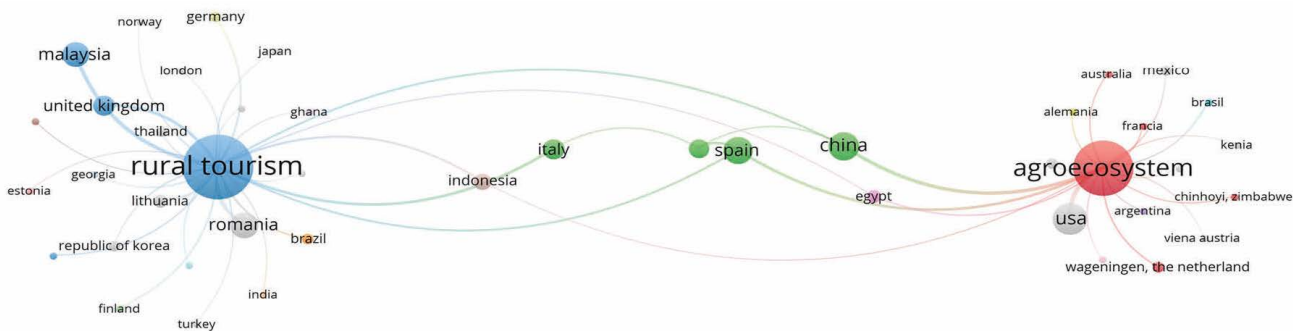 norway
germany
malaysia
japan
london
united kingdom
ghana
thailand
rural tourism
georgia
estonia
lithuania
indonesia
romania
republic of korea
brazil
india
finland
turkey
italy
spain
china
egypt
australia
mexico
alemania
brasil
francia
kenia
agroecosystem
chinhoyi, zimbabwe
argentina
usa
viena austria
wageningen, the netherland